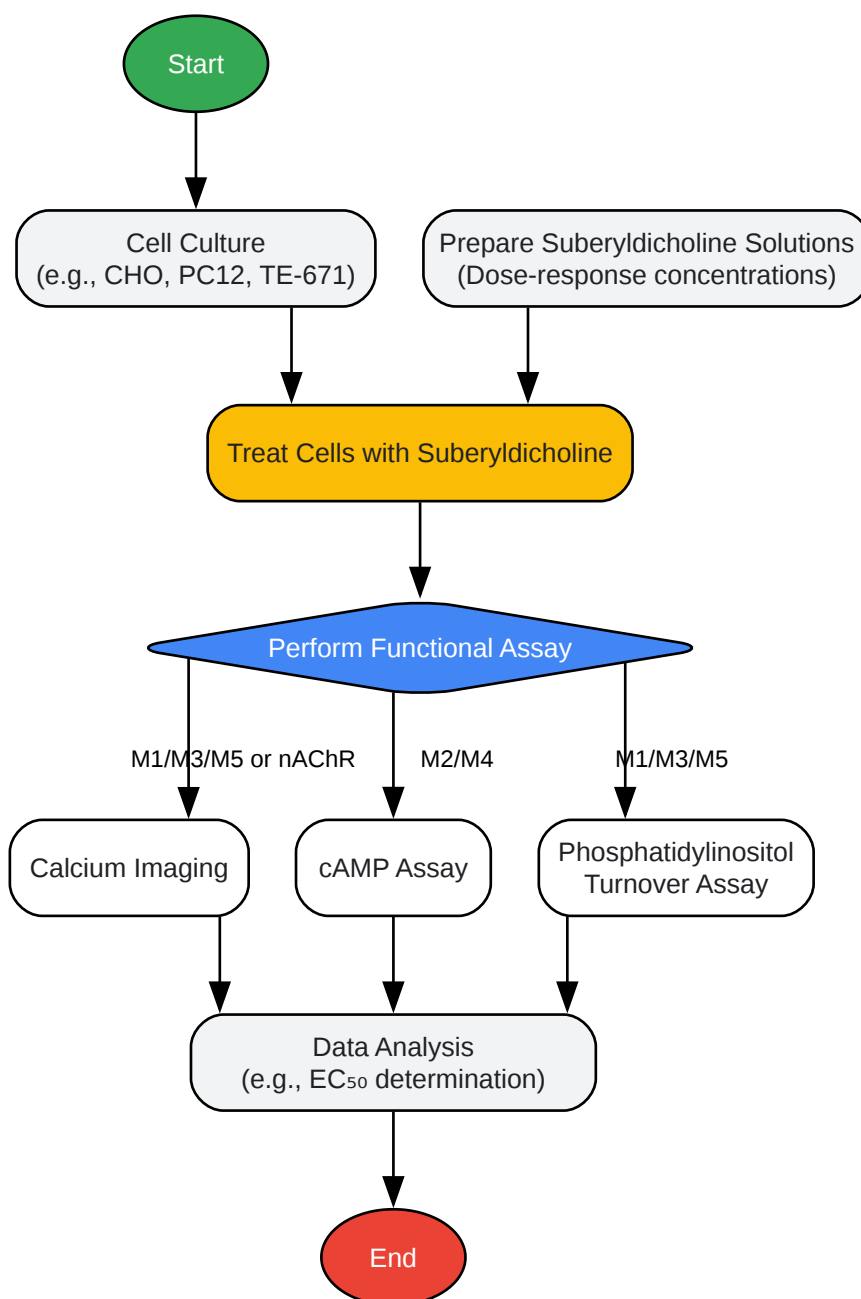 Start
Cell Culture
(e.g., CHO, PC12, TE-671)
Prepare Suberyldicholine Solutions
(Dose-response concentrations)
Treat Cells with Suberyldicholine
Perform Functional Assay
M1/M3/M5 or nAChR
M2/M4
M1/M3/M5
Calcium Imaging
cAMP Assay
Phosphatidylinositol
Turnover Assay
Data Analysis
(e.g., EC₅₀ determination)
End